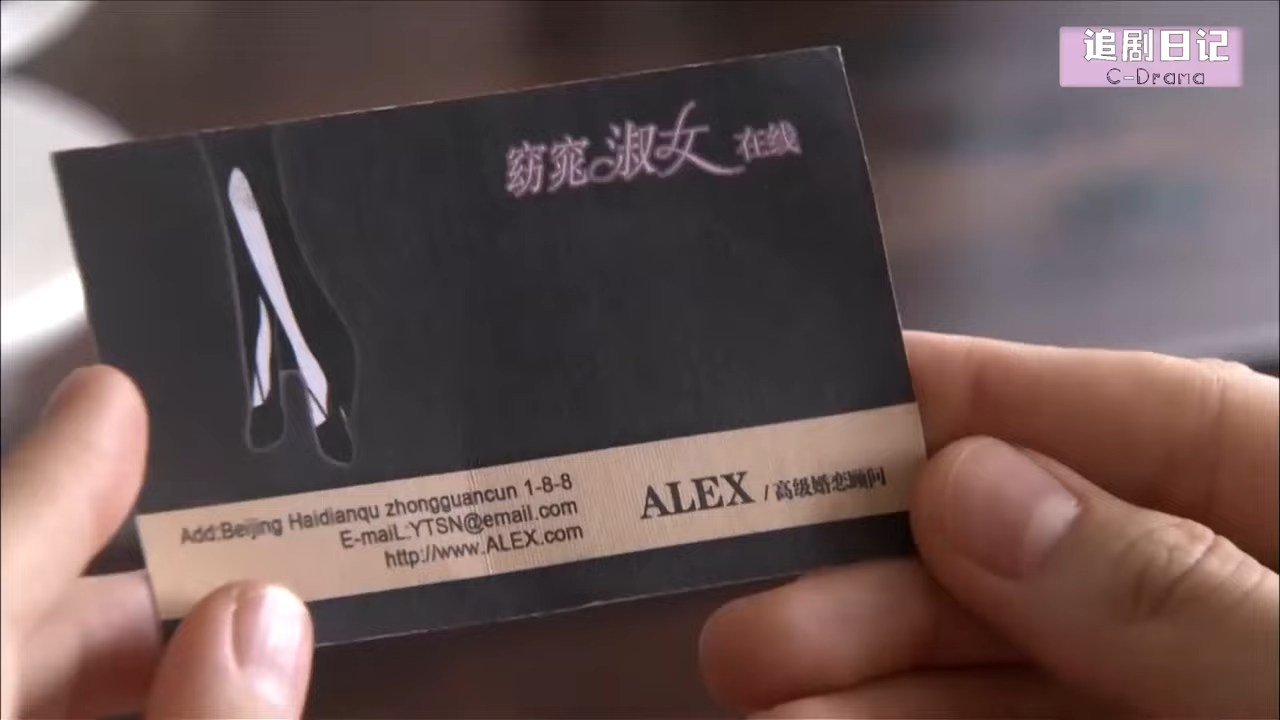 追剧日记
C-Drama
窈窕淑女在线
Add:Beijing Haidianqu zhongguancun 1-8-8
E-maiL:YTSN@email.com
http://www.ALEX.com
ALEX / 高级婚恋顾问